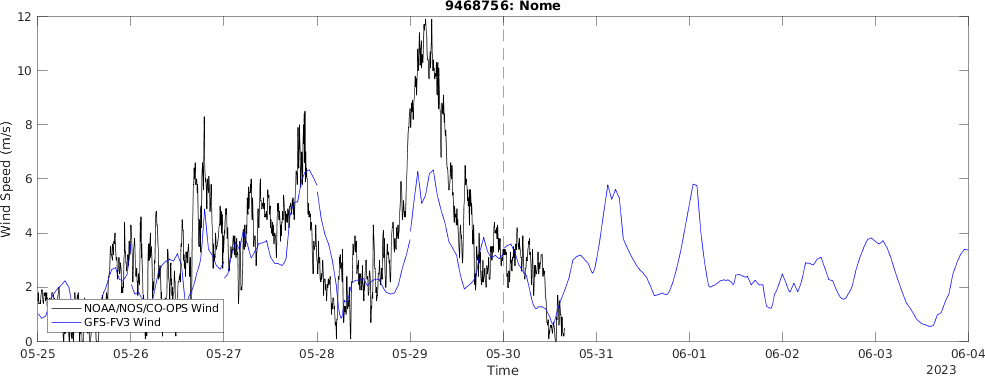 9468756: Nome
Wind Speed (m/s)
12
10
8
6
4
2
0
NOAA/NOS/CO-OPS Wind
GFS-FV3 Wind
05-25 05-26 05-27 05-28 05-29 05-30 05-31 06-01 06-02 06-03 06-04
Time
2023